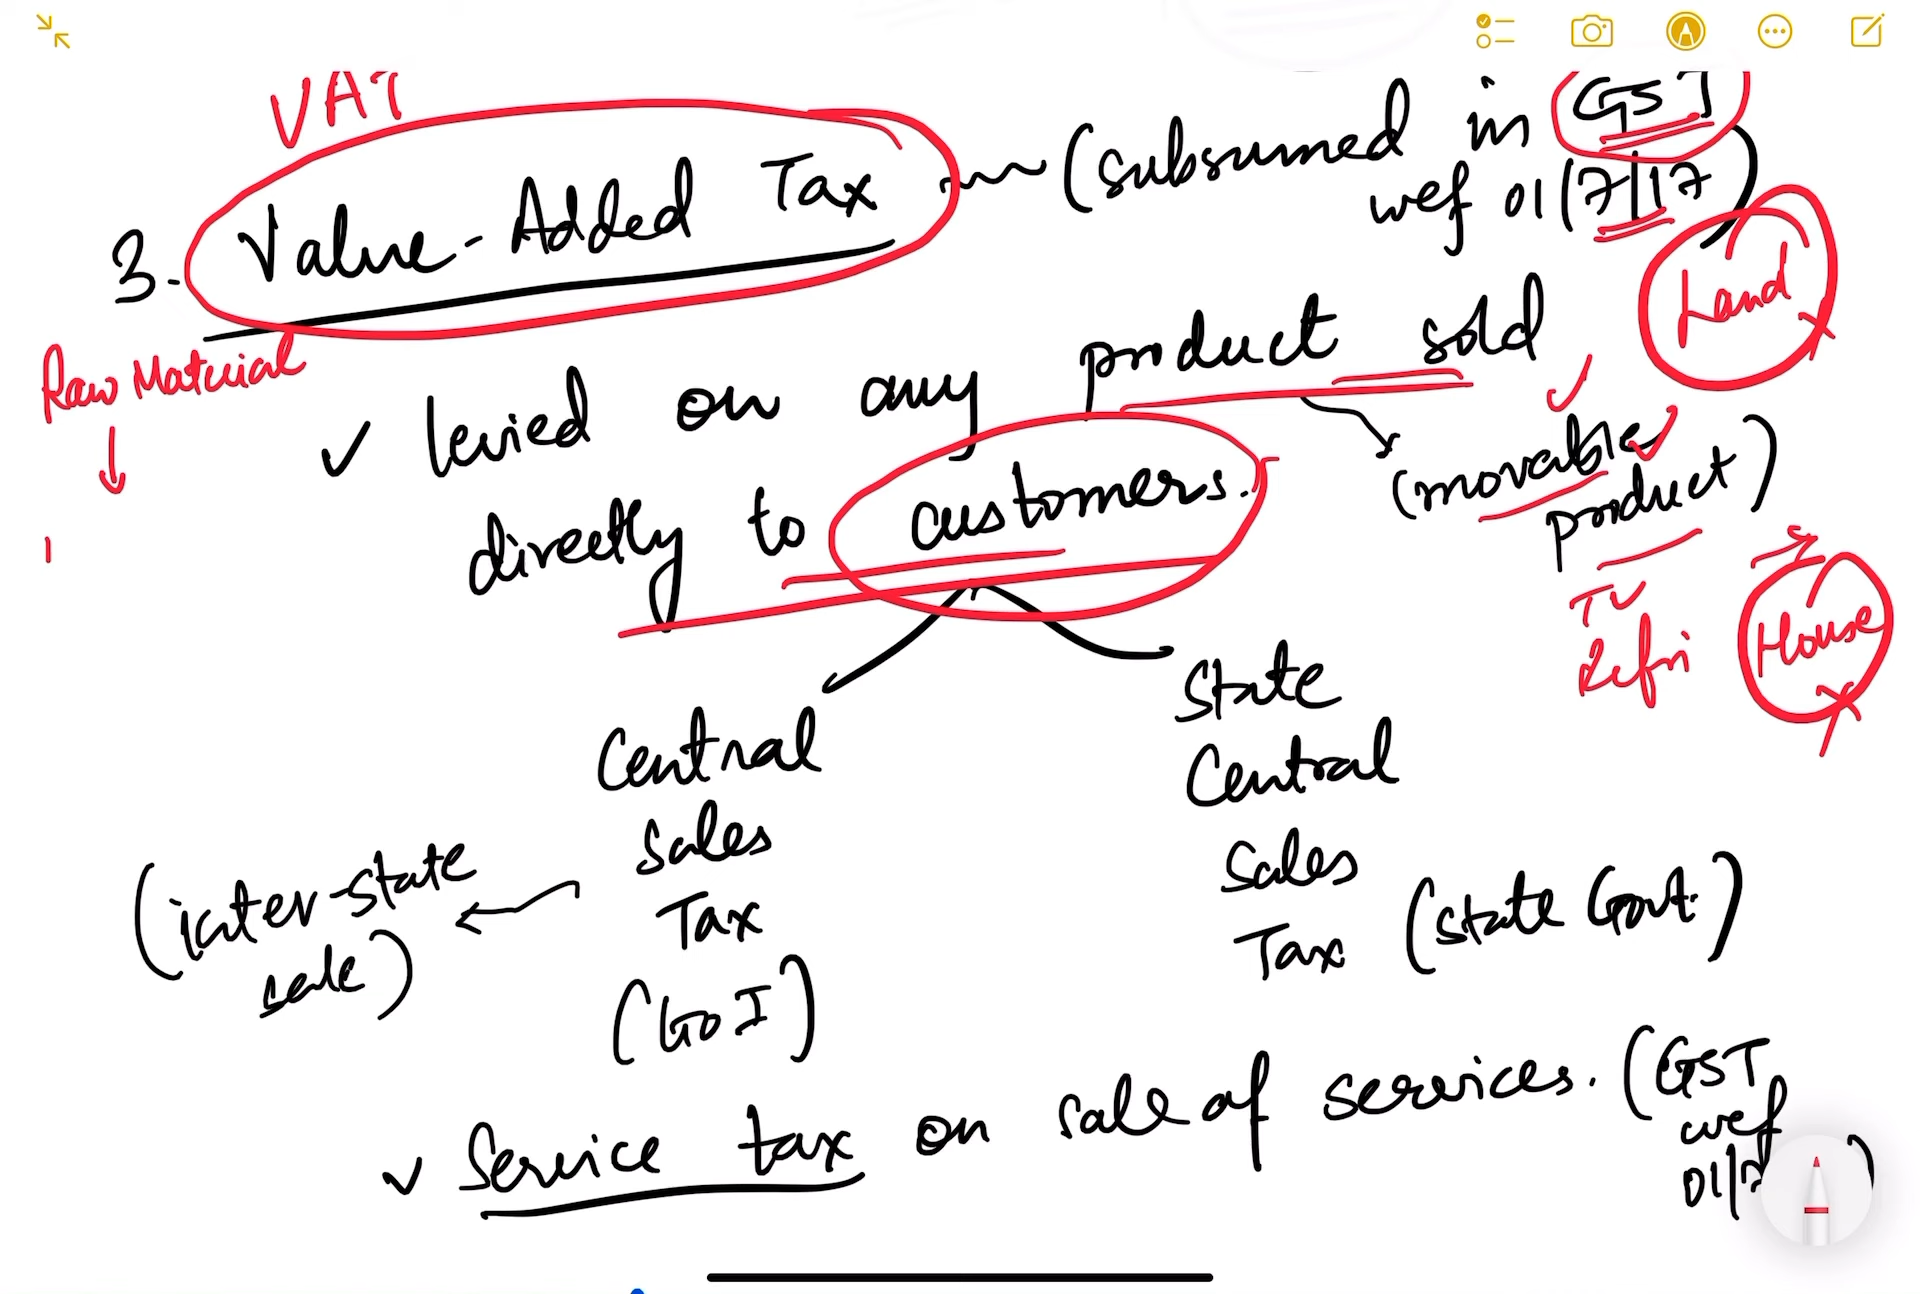 VAT
3. Value-Added Tax (subsumed in GST
wef 01/7/17)
Land
Raw Material
✓ levied on any product sold
(movable
product)
directly to customers.
TV
Refri
House
Central
Sales
Tax
(GoI)
(inter-state
sale)
State
Central
Sales
Tax (State Govt.)
✓ Service tax on sale of services. (GST
wef